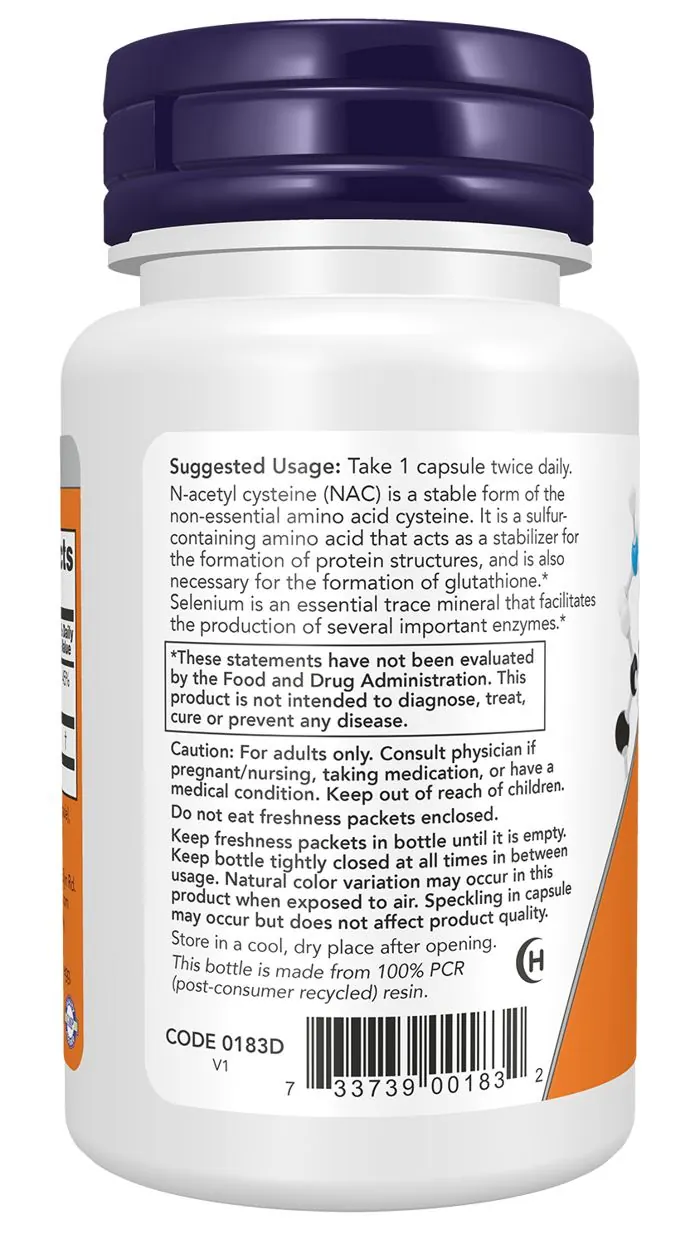 Suggested Usage: Take 1 capsule twice daily.
N-acetyl cysteine (NAC) is a stable form of the
non-essential amino acid cysteine. It is a sulfur-
containing amino acid that acts as a stabilizer for
the formation of protein structures, and is also
necessary for the formation of glutathione.*
Selenium is an essential trace mineral that facilitates
the production of several important enzymes.*
*These statements have not been evaluated
by the Food and Drug Administration. This
product is not intended to diagnose, treat,
cure or prevent any disease.
Caution: For adults only. Consult physician if
pregnant/nursing, taking medication, or have a
medical condition. Keep out of reach of children.
Do not eat freshness packets enclosed.
Keep freshness packets in bottle until it is empty.
Keep bottle tightly closed at all times in between
usage. Natural color variation may occur in this
product when exposed to air. Speckling in capsule
may occur but does not affect product quality.
Store in a cool, dry place after opening.
This bottle is made from 100% PCR
(post-consumer recycled) resin.
CODE 0183D
V1
7 33739 00183 2
Daily
Value
45%
†
Rd.